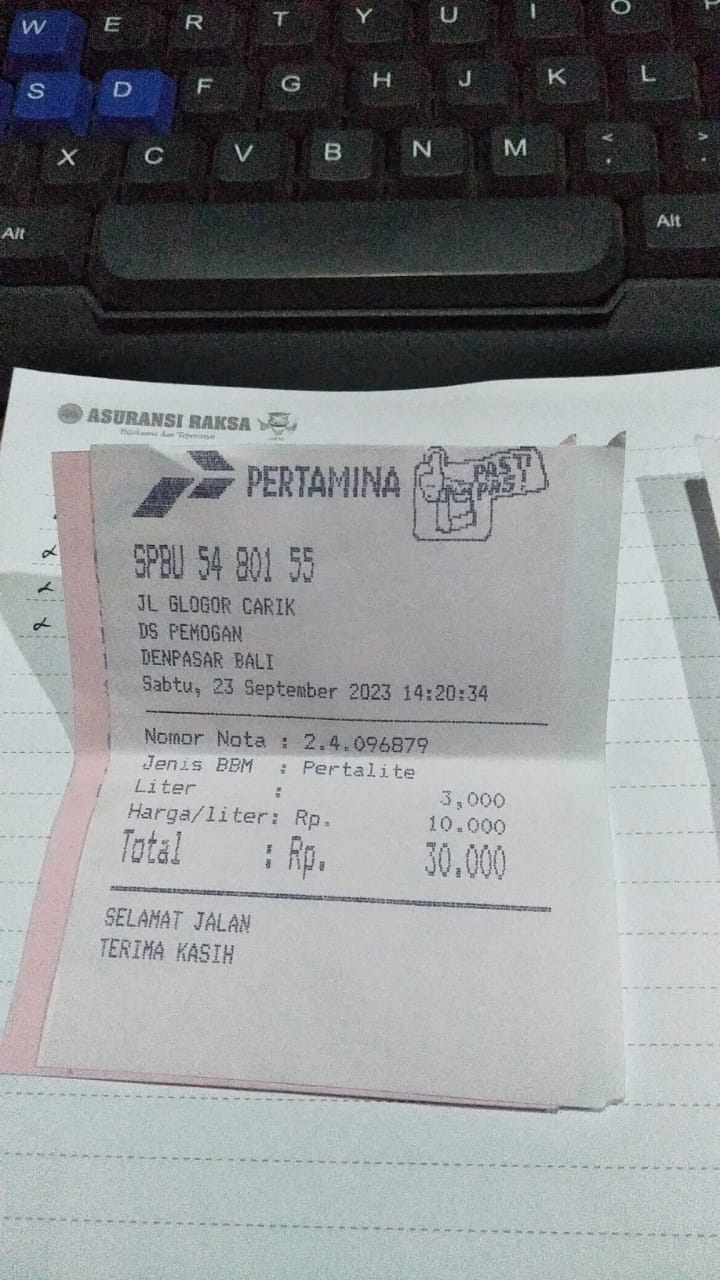 W E R T Y U I O P
S D F G H J K L
X C V B N M < , > .
Alt Alt
ASURANSI RAKSA
PERTAMINA PASTI PAS!
SPBU 54 801 55
JL GLOGOR CARIK
DS PEMOGAN
DENPASAR BALI
Sabtu, 23 September 2023 14:20:34
Nomor Nota : 2.4.096879
Jenis BBM : Pertalite
Liter : 3,000
Harga/liter: Rp. 10.000
Total : Rp. 30.000
SELAMAT JALAN
TERIMA KASIH